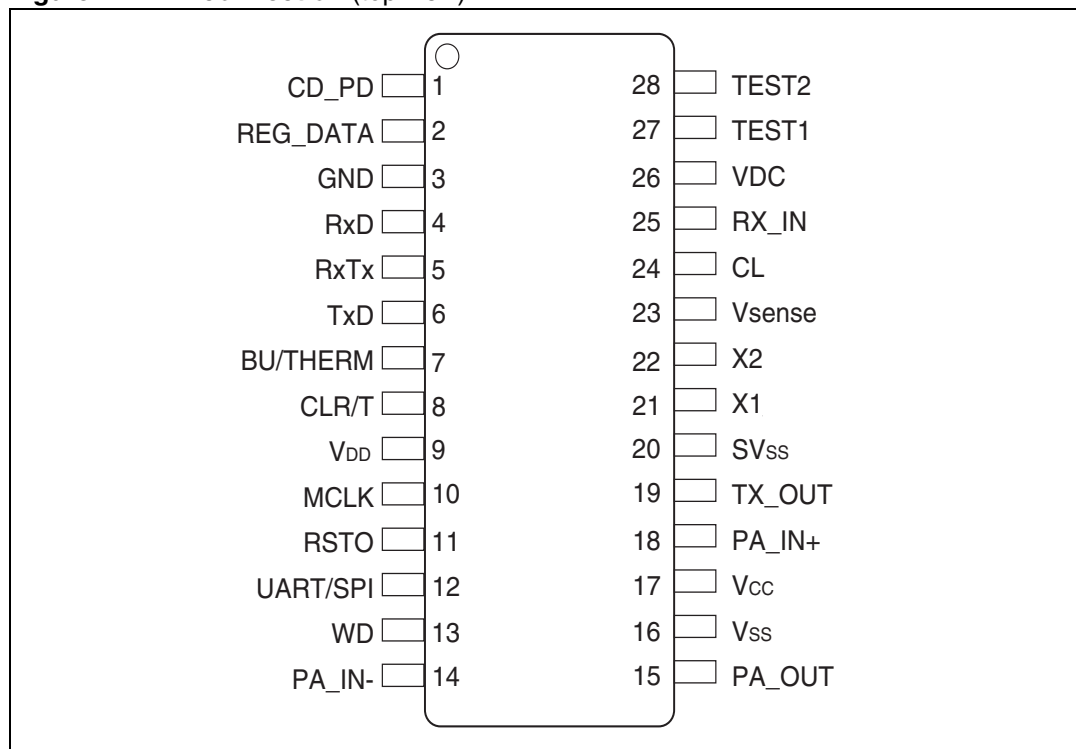 CD_PD 1 28 TEST2
REG_DATA 2 27 TEST1
GND 3 26 VDC
RxD 4 25 RX_IN
RxTx 5 24 CL
TxD 6 23 Vsense
BU/THERM 7 22 X2
CLR/T 8 21 X1
VDD 9 20 SVss
MCLK 10 19 TX_OUT
RSTO 11 18 PA_IN+
UART/SPI 12 17 Vcc
WD 13 16 Vss
PA_IN- 14 15 PA_OUT